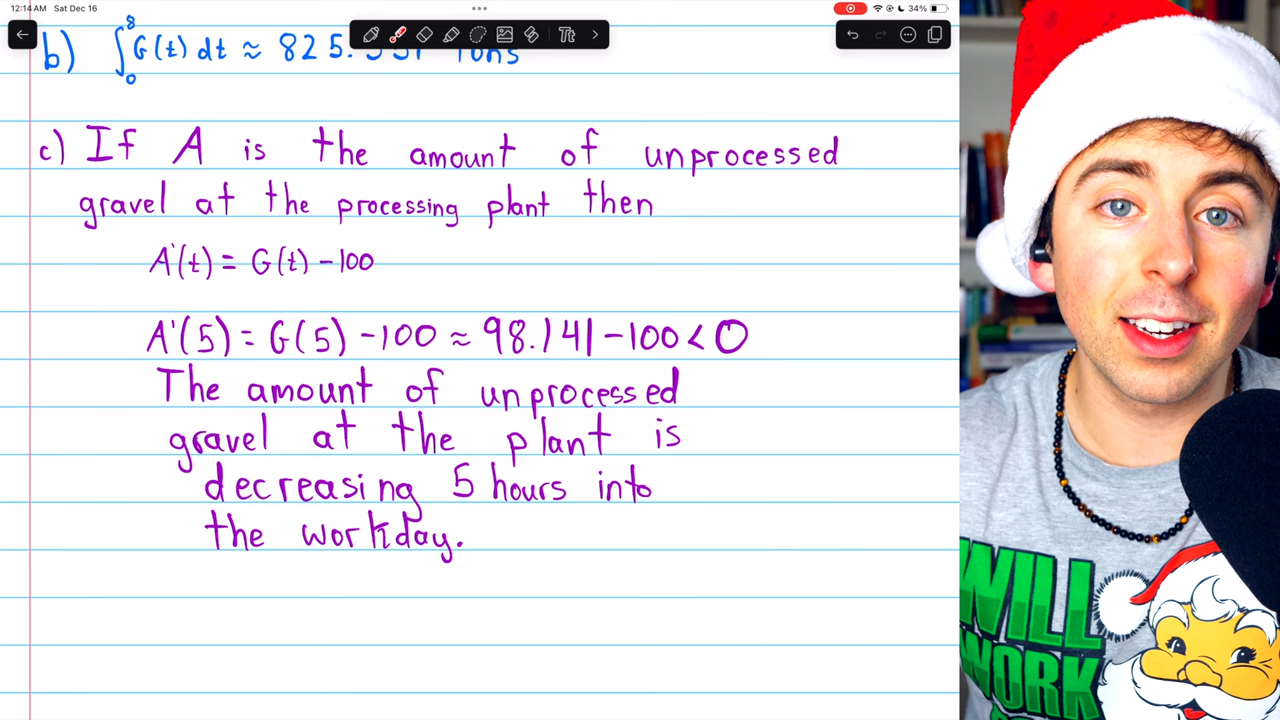 12:14 AM Sat Dec 16
34%
b) ∫₀⁸ G(t) dt ≈ 825.
Tt
c) If A is the amount of unprocessed
gravel at the processing plant then
A'(t) = G(t) -100
A'(5) = G(5) -100 ≈ 98.141 -100 < 0
The amount of unprocessed
gravel at the plant is
decreasing 5 hours into
the workday.
WILL
WORK